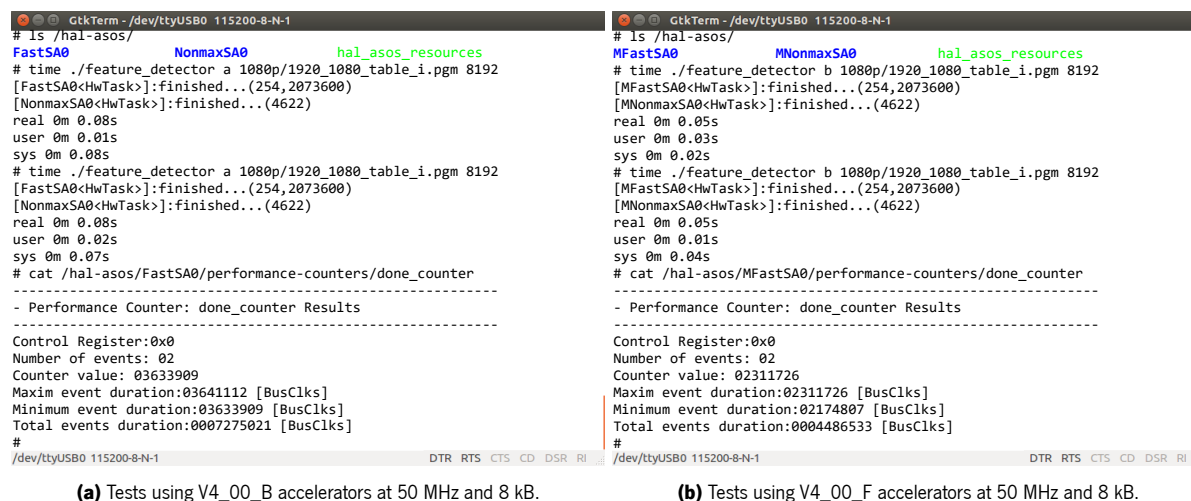 GtkTerm - /dev/ttyUSB0 115200-8-N-1
# ls /hal-asos/
FastSA0 NonmaxSA0 hal_asos_resources
# time ./feature_detector a 1080p/1920_1080_table_i.pgm 8192
[FastSA0<HwTask>]:finished...(254,2073600)
[NonmaxSA0<HwTask>]:finished...(4622)
real 0m 0.08s
user 0m 0.01s
sys 0m 0.08s
# time ./feature_detector a 1080p/1920_1080_table_i.pgm 8192
[FastSA0<HwTask>]:finished...(254,2073600)
[NonmaxSA0<HwTask>]:finished...(4622)
real 0m 0.08s
user 0m 0.02s
sys 0m 0.07s
# cat /hal-asos/FastSA0/performance-counters/done_counter
------------------------------------------------------------
- Performance Counter: done_counter Results
------------------------------------------------------------
Control Register:0x0
Number of events: 02
Counter value: 03633909
Maxim event duration:03641112 [BusClks]
Minimum event duration:03633909 [BusClks]
Total events duration:0007275021 [BusClks]
#
/dev/ttyUSB0 115200-8-N-1 DTR RTS CTS CD DSR RI
(a) Tests using V4_00_B accelerators at 50 MHz and 8 kB.
GtkTerm - /dev/ttyUSB0 115200-8-N-1
# ls /hal-asos/
MFastSA0 MNonmaxSA0 hal_asos_resources
# time ./feature_detector b 1080p/1920_1080_table_i.pgm 8192
[MFastSA0<HwTask>]:finished...(254,2073600)
[MNonmaxSA0<HwTask>]:finished...(4622)
real 0m 0.05s
user 0m 0.03s
sys 0m 0.02s
# time ./feature_detector b 1080p/1920_1080_table_i.pgm 8192
[MFastSA0<HwTask>]:finished...(254,2073600)
[MNonmaxSA0<HwTask>]:finished...(4622)
real 0m 0.05s
user 0m 0.01s
sys 0m 0.04s
# cat /hal-asos/MFastSA0/performance-counters/done_counter
------------------------------------------------------------
- Performance Counter: done_counter Results
------------------------------------------------------------
Control Register:0x0
Number of events: 02
Counter value: 02311726
Maxim event duration:02311726 [BusClks]
Minimum event duration:02174807 [BusClks]
Total events duration:0004486533 [BusClks]
#
/dev/ttyUSB0 115200-8-N-1 DTR RTS CTS CD DSR RI
(b) Tests using V4_00_F accelerators at 50 MHz and 8 kB.